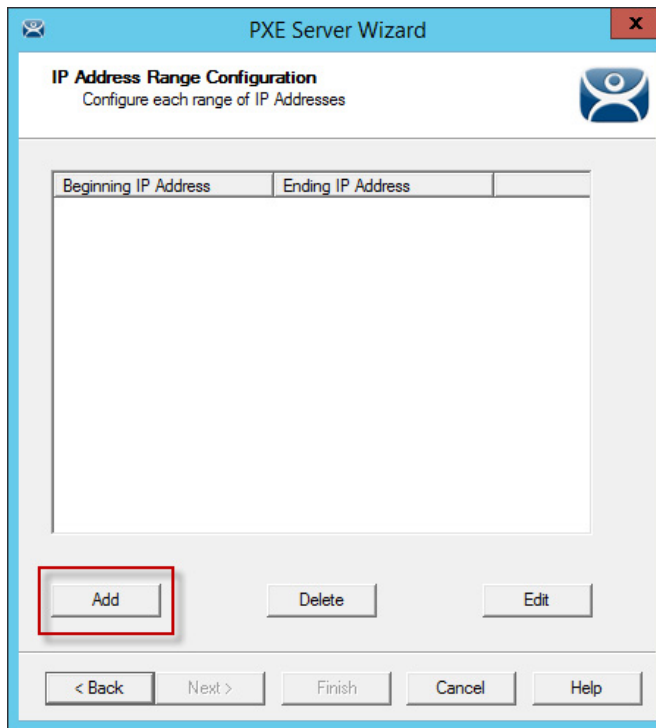 PXE Server Wizard
x
IP Address Range Configuration
Configure each range of IP Addresses
Beginning IP Address Ending IP Address
Add Delete Edit
< Back Next > Finish Cancel Help